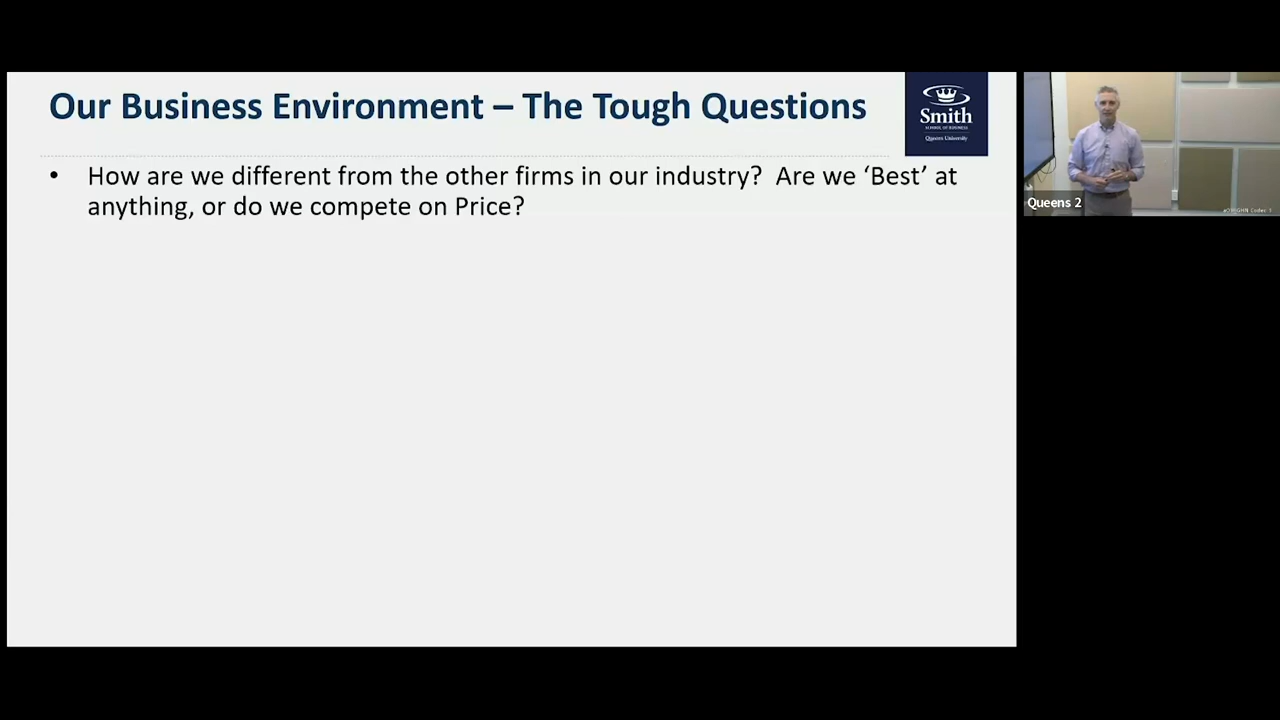 Our Business Environment – The Tough Questions
Smith
SCHOOL OF BUSINESS
Queen's University
• How are we different from the other firms in our industry?  Are we ‘Best’ at
anything, or do we compete on Price?
Queens 2